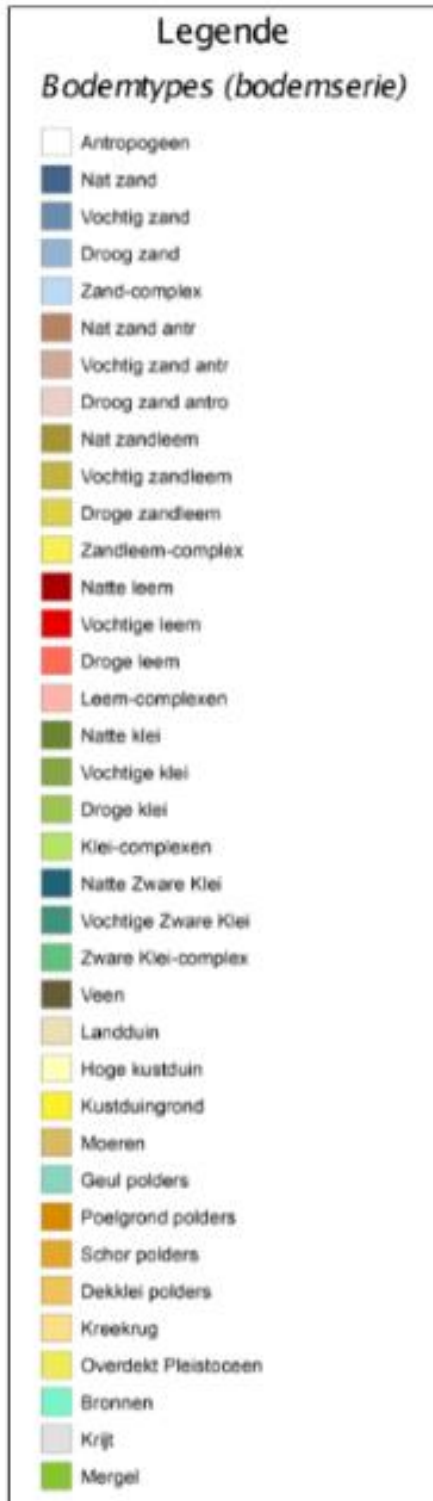 Legende
Bodemtypes (bodemserie)
Antropogeen
Nat zand
Vochtig zand
Droog zand
Zand-complex
Nat zand antr
Vochtig zand antr
Droog zand antro
Nat zandleem
Vochtig zandleem
Droge zandleem
Zandleem-complex
Natte leem
Vochtige leem
Droge leem
Leem-complexen
Natte klei
Vochtige klei
Droge klei
Klei-complexen
Natte Zware Klei
Vochtige Zware Klei
Zware Klei-complex
Veen
Landduin
Hoge kustduin
Kustduingrond
Moeren
Geul polders
Poelgrond polders
Schor polders
Dekklei polders
Kreekrug
Overdekt Pleistoceen
Bronnen
Krijt
Mergel